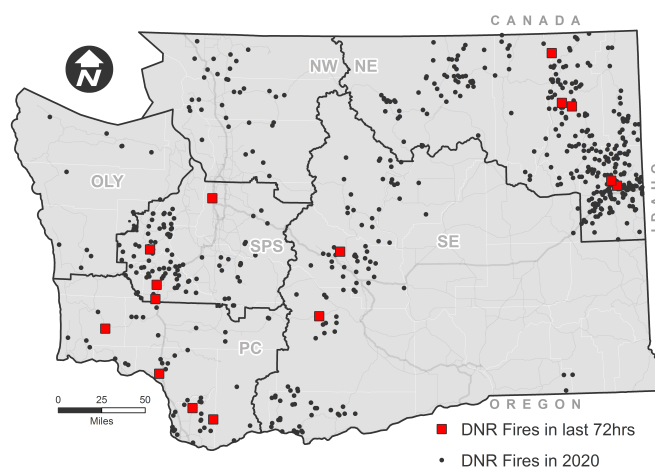 CANADA
N
NW
NE
OLY
IDAHO
SPS
SE
PC
0 25 50
Miles
OREGON
DNR Fires in last 72hrs
DNR Fires in 2020